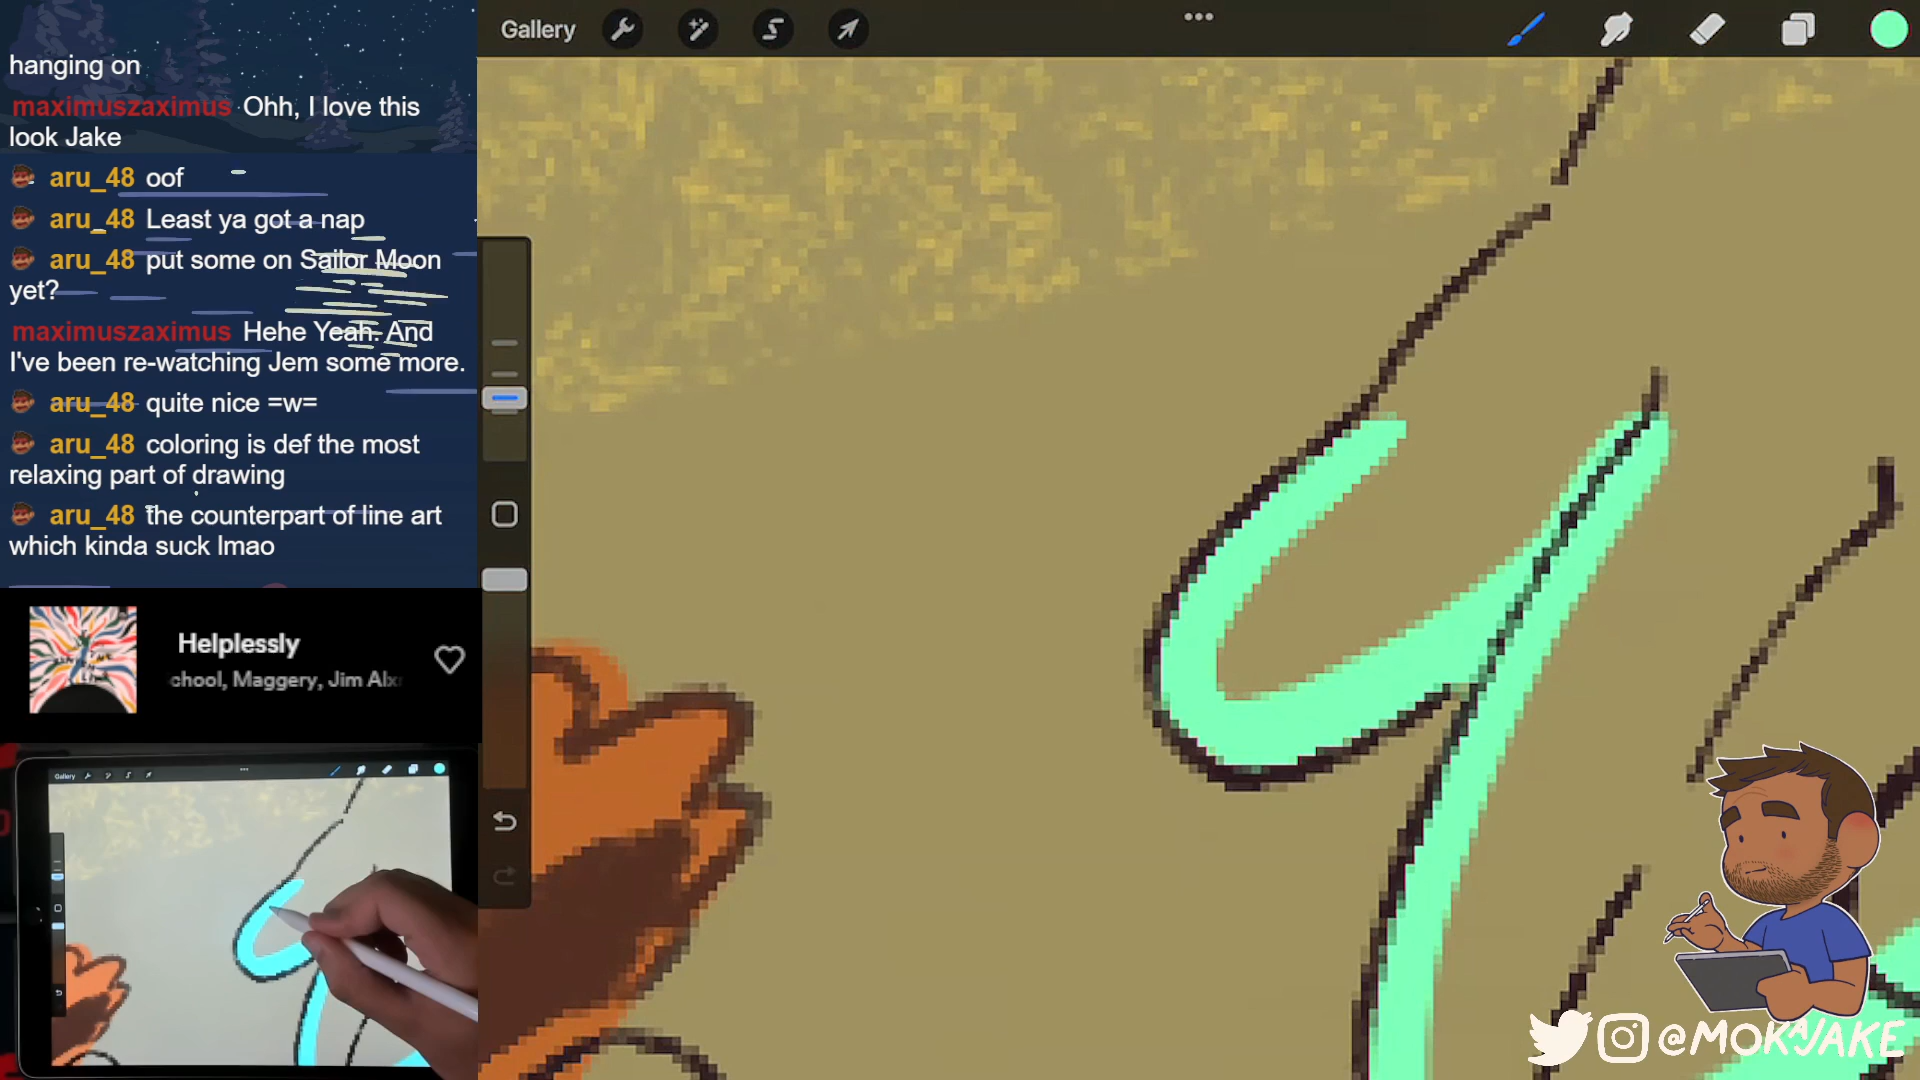 hanging on
maximuszaximus Ohh, I love this
look Jake
aru_48 oof
aru_48 Least ya got a nap
aru_48 put some on Sailor Moon
yet?
maximuszaximus Hehe Yeah. And
I've been re-watching Jem some more.
aru_48 quite nice =w=
aru_48 coloring is def the most
relaxing part of drawing
aru_48 the counterpart of line art
which kinda suck lmao
Helplessly
chool, Maggery, Jim Alx
Gallery
Gallery
@MOKAJAKE